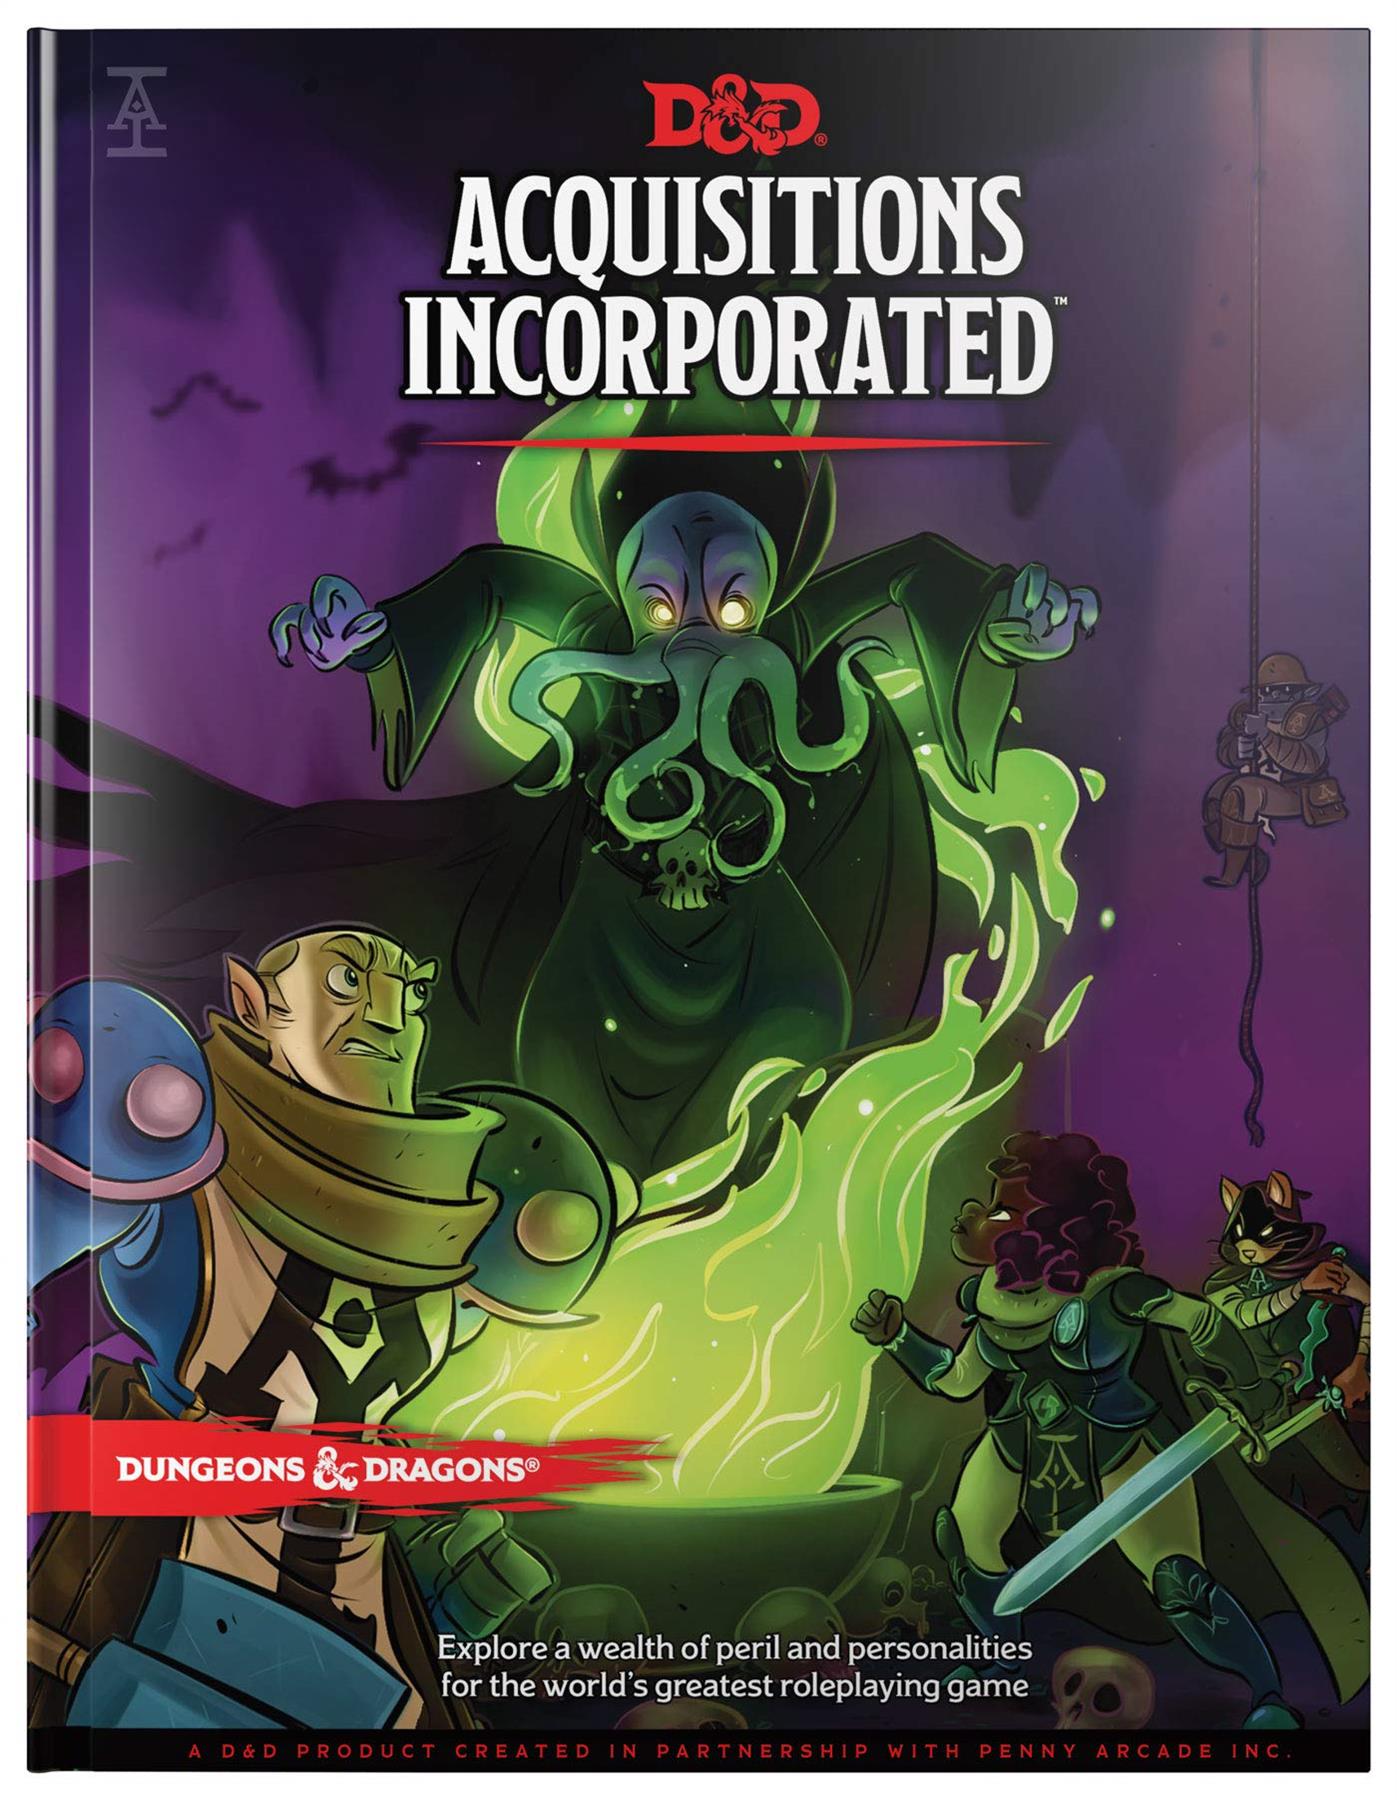 D&D®
ACQUISITIONS
INCORPORATED™
DUNGEONS & DRAGONS®
Explore a wealth of peril and personalities
for the world's greatest roleplaying game
A D&D PRODUCT CREATED IN PARTNERSHIP WITH PENNY ARCADE INC.